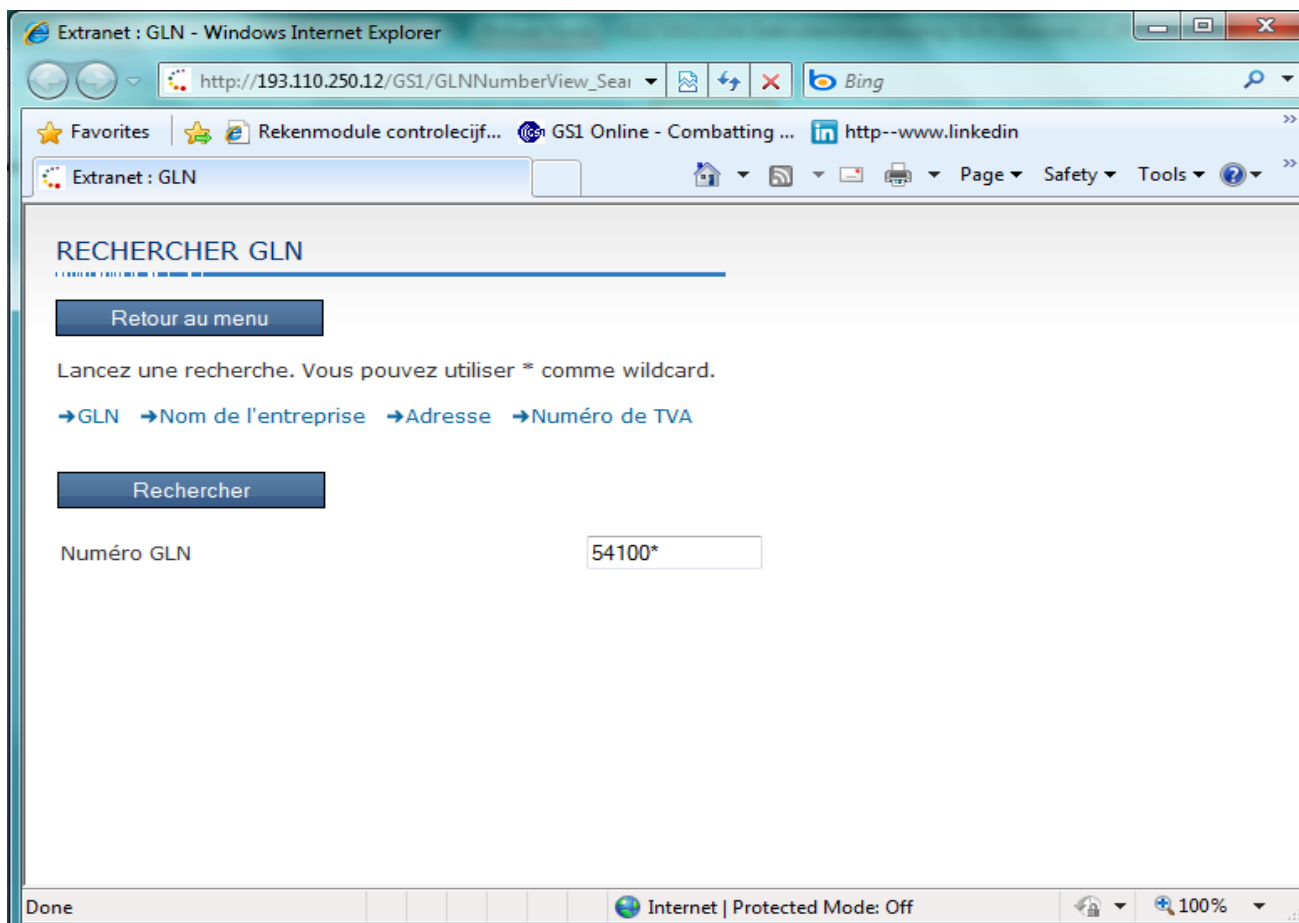 Extranet : GLN - Windows Internet Explorer
http://193.110.250.12/GS1/GLNNumberView_Sear
Bing
Favorites Rekenmodule controlecijf... GS1 Online - Combatting ... http--www.linkedin
Extranet : GLN Page Safety Tools
RECHERCHER GLN
Retour au menu
Lancez une recherche. Vous pouvez utiliser * comme wildcard.
→GLN →Nom de l'entreprise →Adresse →Numéro de TVA
Rechercher
Numéro GLN 54100*
Done Internet | Protected Mode: Off 100%